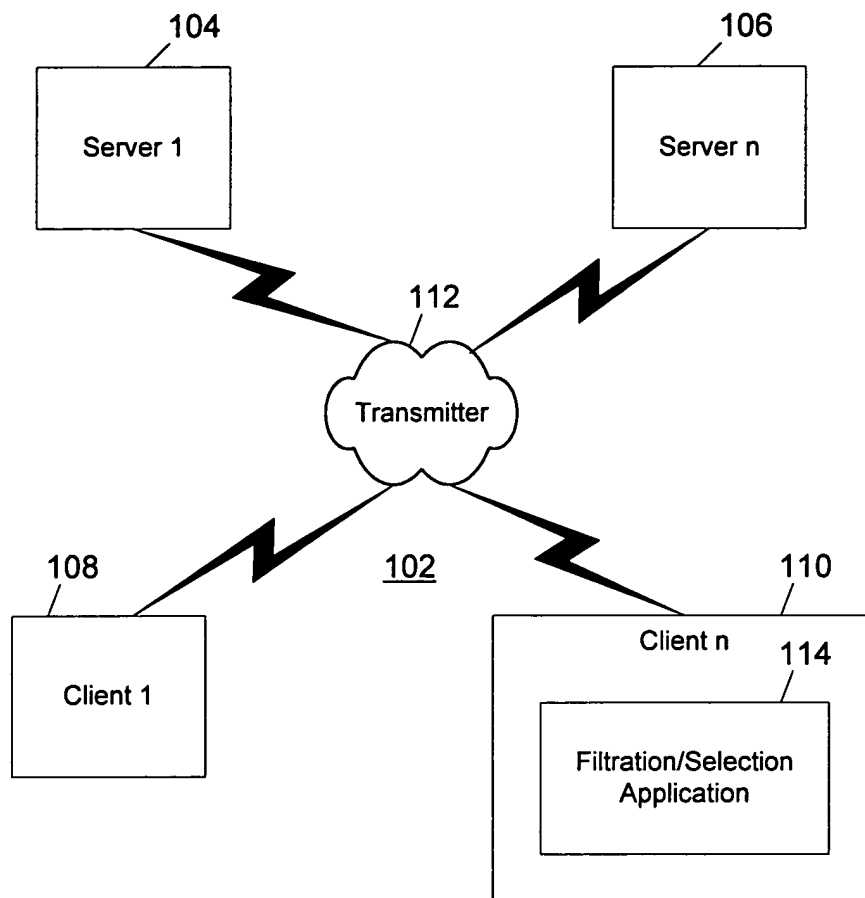 104
106
Server 1
Server n
112
Transmitter
108
102
110
Client n
114
Client 1
Filtration/Selection
Application